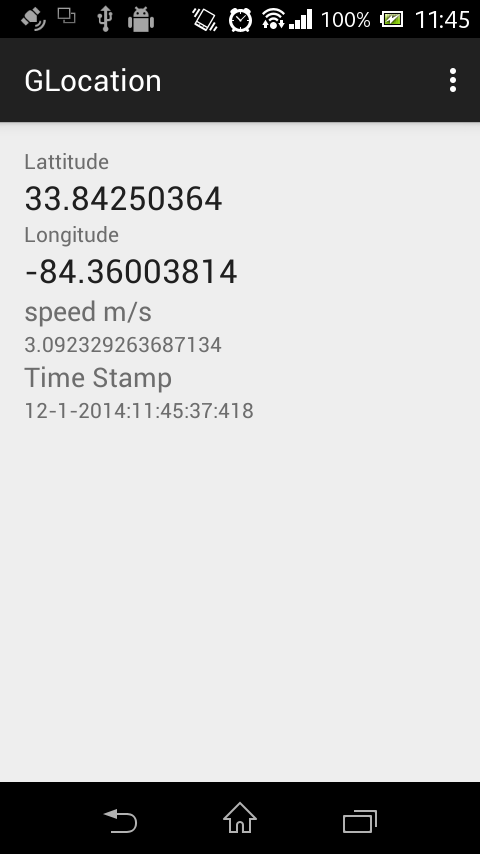 100% 11:45
GLocation
Lattitude
33.84250364
Longitude
-84.36003814
speed m/s
3.092329263687134
Time Stamp
12-1-2014:11:45:37:418